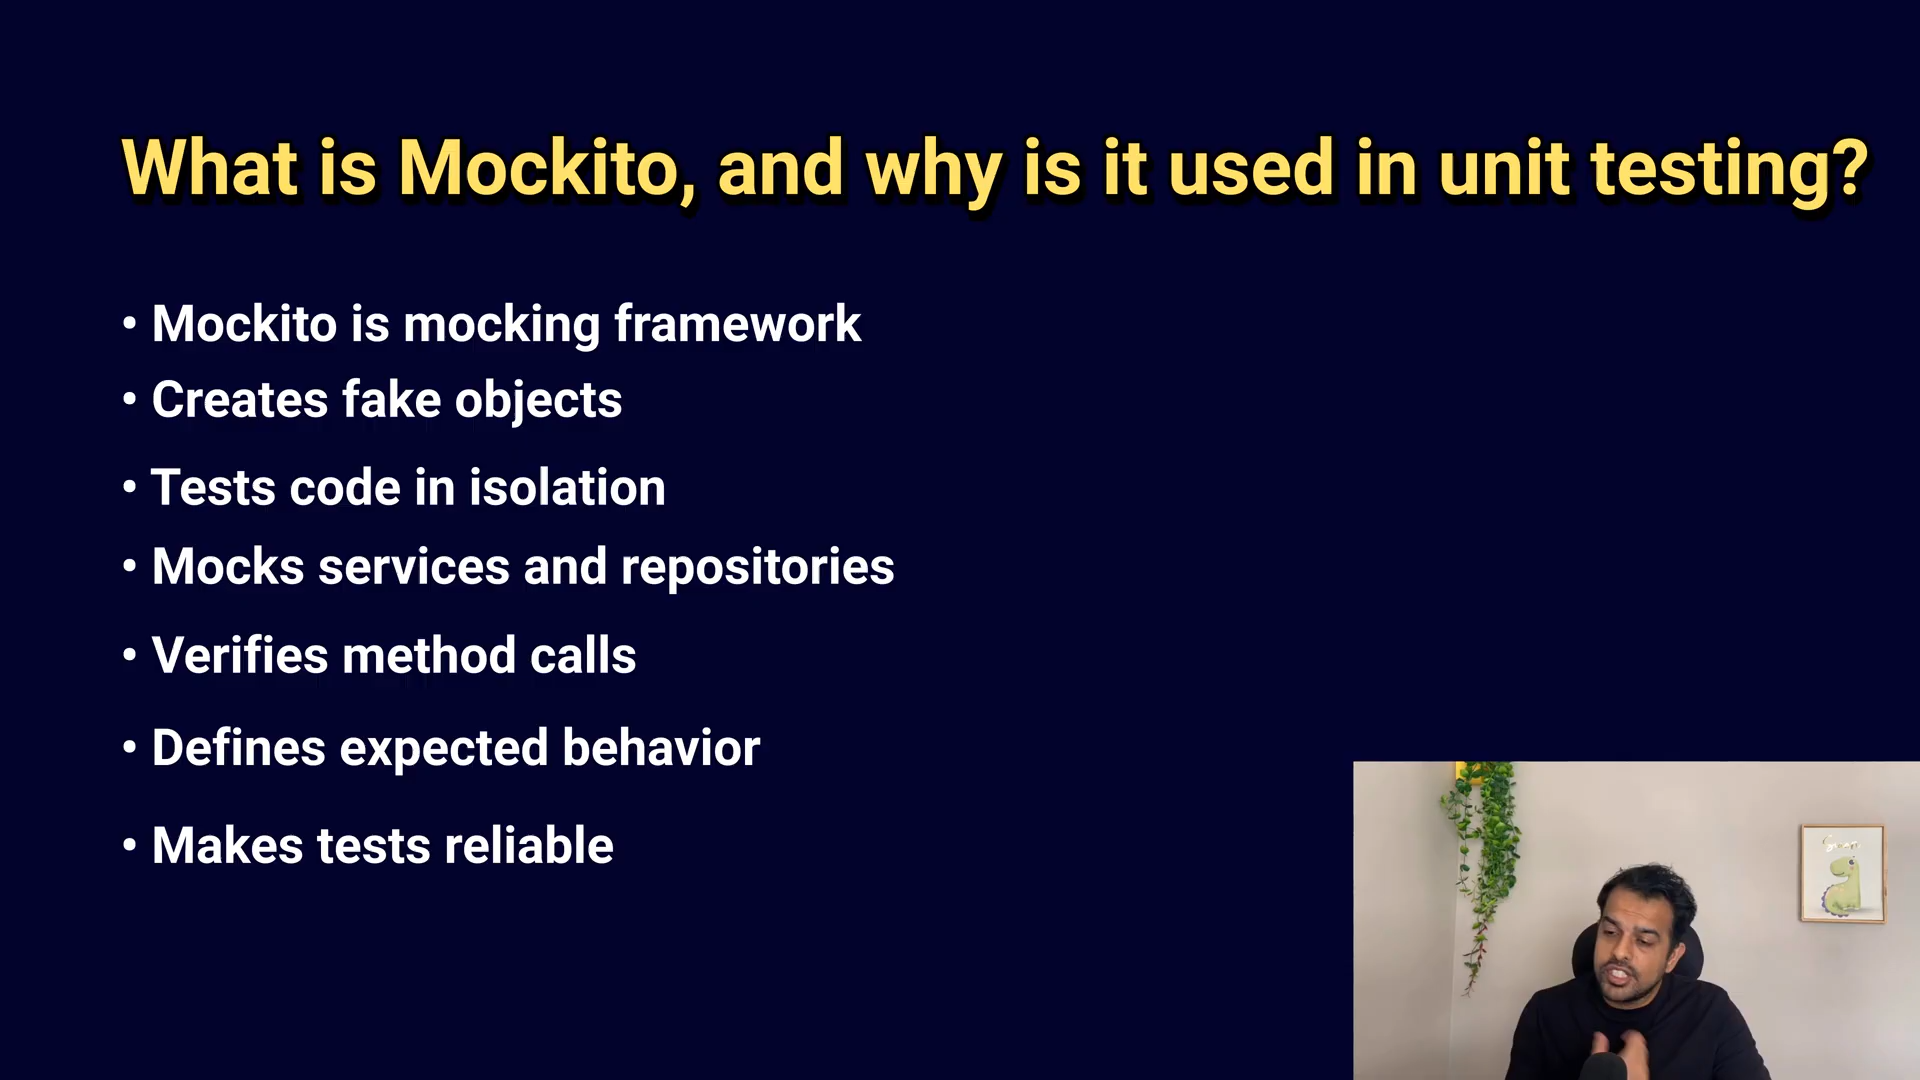 What is Mockito, and why is it used in unit testing?
• Mockito is mocking framework
• Creates fake objects
• Tests code in isolation
• Mocks services and repositories
• Verifies method calls
• Defines expected behavior
• Makes tests reliable